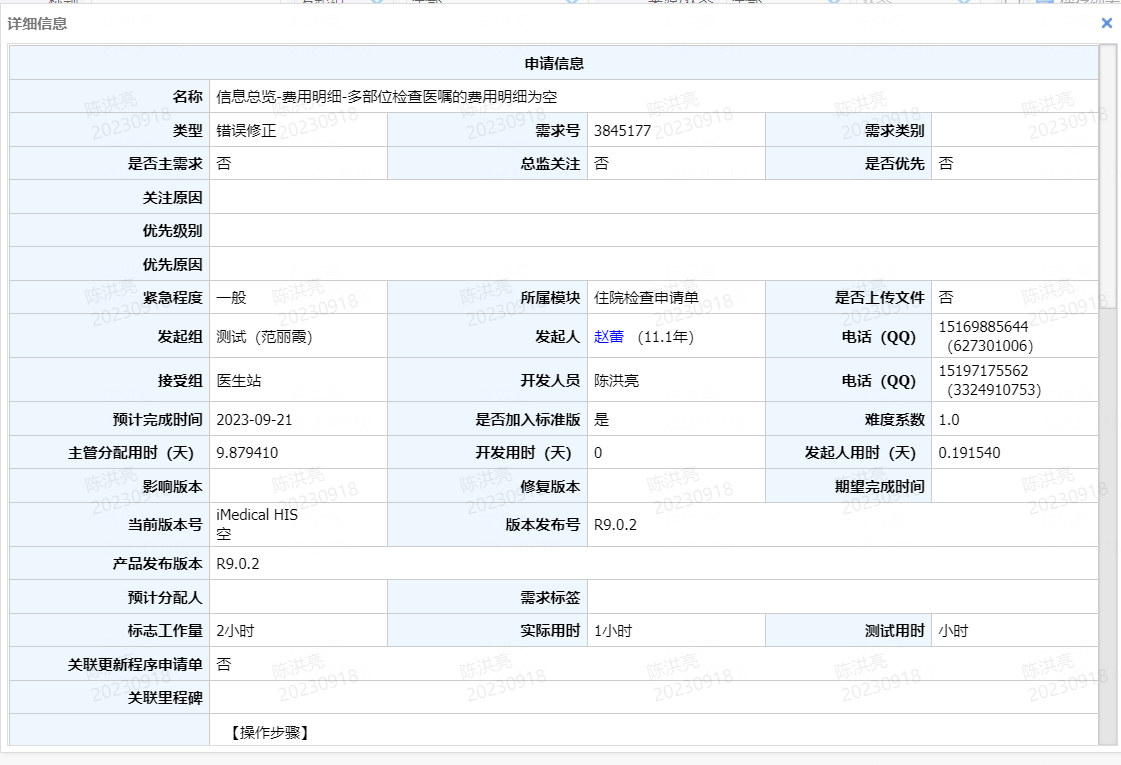 详细信息
申请信息
名称 信息总览-费用明细-多部位检查医嘱的费用明细为空
类型 错误修正 需求号 3845177 需求类别
是否主需求 否 总监关注 否 是否优先 否
关注原因
优先级别
优先原因
紧急程度 一般 所属模块 住院检查申请单 是否上传文件 否
发起组 测试（范丽霞） 发起人 赵蕾 （11.1年） 电话（QQ） 15169885644
（627301006）
接受组 医生站 开发人员 陈洪亮 电话（QQ） 15197175562
（3324910753）
预计完成时间 2023-09-21 是否加入标准版 是 难度系数 1.0
主管分配用时（天） 9.879410 开发用时（天） 0 发起人用时（天） 0.191540
影响版本 修复版本 期望完成时间
当前版本号 iMedical HIS
空 版本发布号 R9.0.2
产品发布版本 R9.0.2
预计分配人 需求标签
标志工作量 2小时 实际用时 1小时 测试用时 小时
关联更新程序申请单 否
关联里程碑
【操作步骤】
陈洪亮
20230918